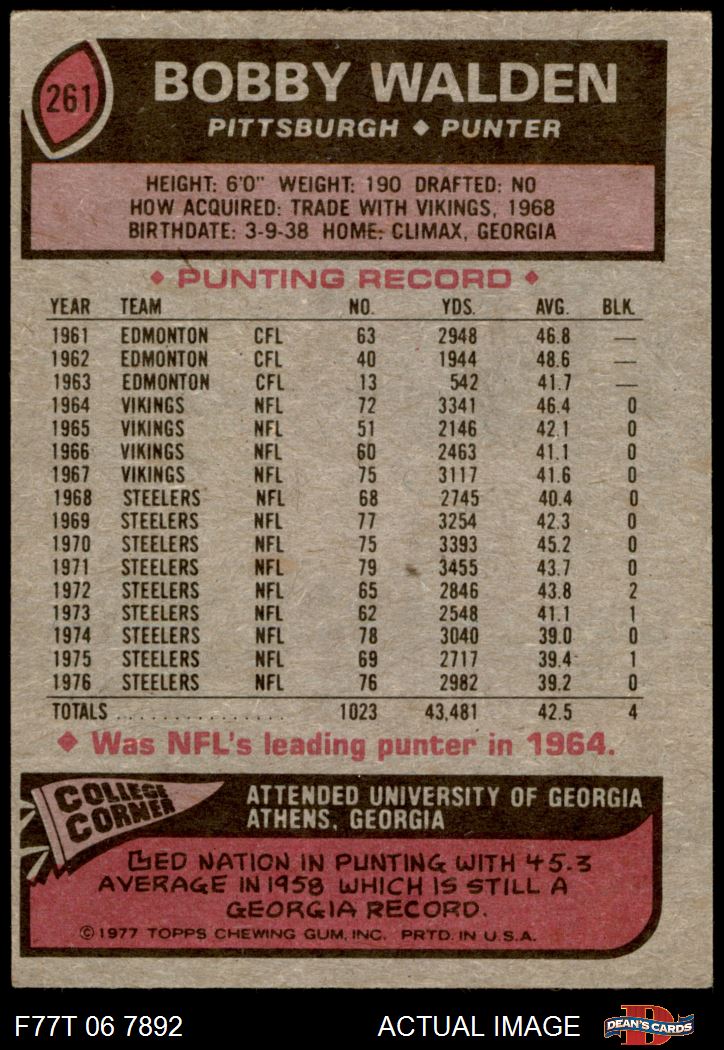 261
BOBBY WALDEN
PITTSBURGH ♦ PUNTER
HEIGHT: 6'0" WEIGHT: 190 DRAFTED: NO
HOW ACQUIRED: TRADE WITH VIKINGS, 1968
BIRTHDATE: 3-9-38 HOME: CLIMAX, GEORGIA
♦ PUNTING RECORD ♦
YEAR TEAM NO. YDS. AVG. BLK.
1961 EDMONTON CFL 63 2948 46.8 —
1962 EDMONTON CFL 40 1944 48.6 —
1963 EDMONTON CFL 13 542 41.7 —
1964 VIKINGS NFL 72 3341 46.4 0
1965 VIKINGS NFL 51 2146 42.1 0
1966 VIKINGS NFL 60 2463 41.1 0
1967 VIKINGS NFL 75 3117 41.6 0
1968 STEELERS NFL 68 2745 40.4 0
1969 STEELERS NFL 77 3254 42.3 0
1970 STEELERS NFL 75 3393 45.2 0
1971 STEELERS NFL 79 3455 43.7 0
1972 STEELERS NFL 65 2846 43.8 2
1973 STEELERS NFL 62 2548 41.1 1
1974 STEELERS NFL 78 3040 39.0 0
1975 STEELERS NFL 69 2717 39.4 1
1976 STEELERS NFL 76 2982 39.2 0
TOTALS ................ 1023 43,481 42.5 4
♦ Was NFL's leading punter in 1964.
COLLEGE
CORNER
ATTENDED UNIVERSITY OF GEORGIA
ATHENS, GEORGIA
LED NATION IN PUNTING WITH 45.3
AVERAGE IN 1958 WHICH IS STILL A
GEORGIA RECORD.
©1977 TOPPS CHEWING GUM, INC. PRTD. IN U.S.A.
F77T 06 7892 ACTUAL IMAGE
D
DEAN'S CARDS